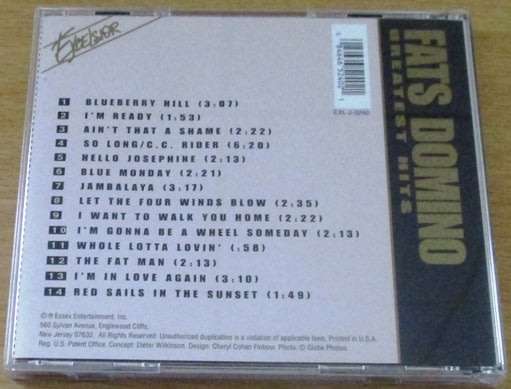 Excelsior
1 BLUEBERRY HILL (3:07)
2 I'M READY (1:53)
3 AIN'T THAT A SHAME (2:22)
4 SO LONG/C.C. RIDER (6:20)
5 HELLO JOSEPHINE (2:13)
6 BLUE MONDAY (2:21)
7 JAMBALAYA (3:17)
8 LET THE FOUR WINDS BLOW (2:35)
9 I WANT TO WALK YOU HOME (2:22)
10 I'M GONNA BE A WHEEL SOMEDAY (2:13)
11 WHOLE LOTTA LOVIN' (:58)
12 THE FAT MAN (2:13)
13 I'M IN LOVE AGAIN (3:10)
14 RED SAILS IN THE SUNSET (1:49)
© ℗ Essex Entertainment, Inc.
560 Sylvan Avenue, Englewood Cliffs,
New Jersey 07632. All Rights Reserved. Unauthorized duplication is a violation of applicable laws. Printed in U.S.A.
Reg. U.S. Patent Office. Concept: Dieter Wilkinson. Design: Cheryl Cohen Photo: © Globe Photos
FATS DOMINO
GREATEST HITS